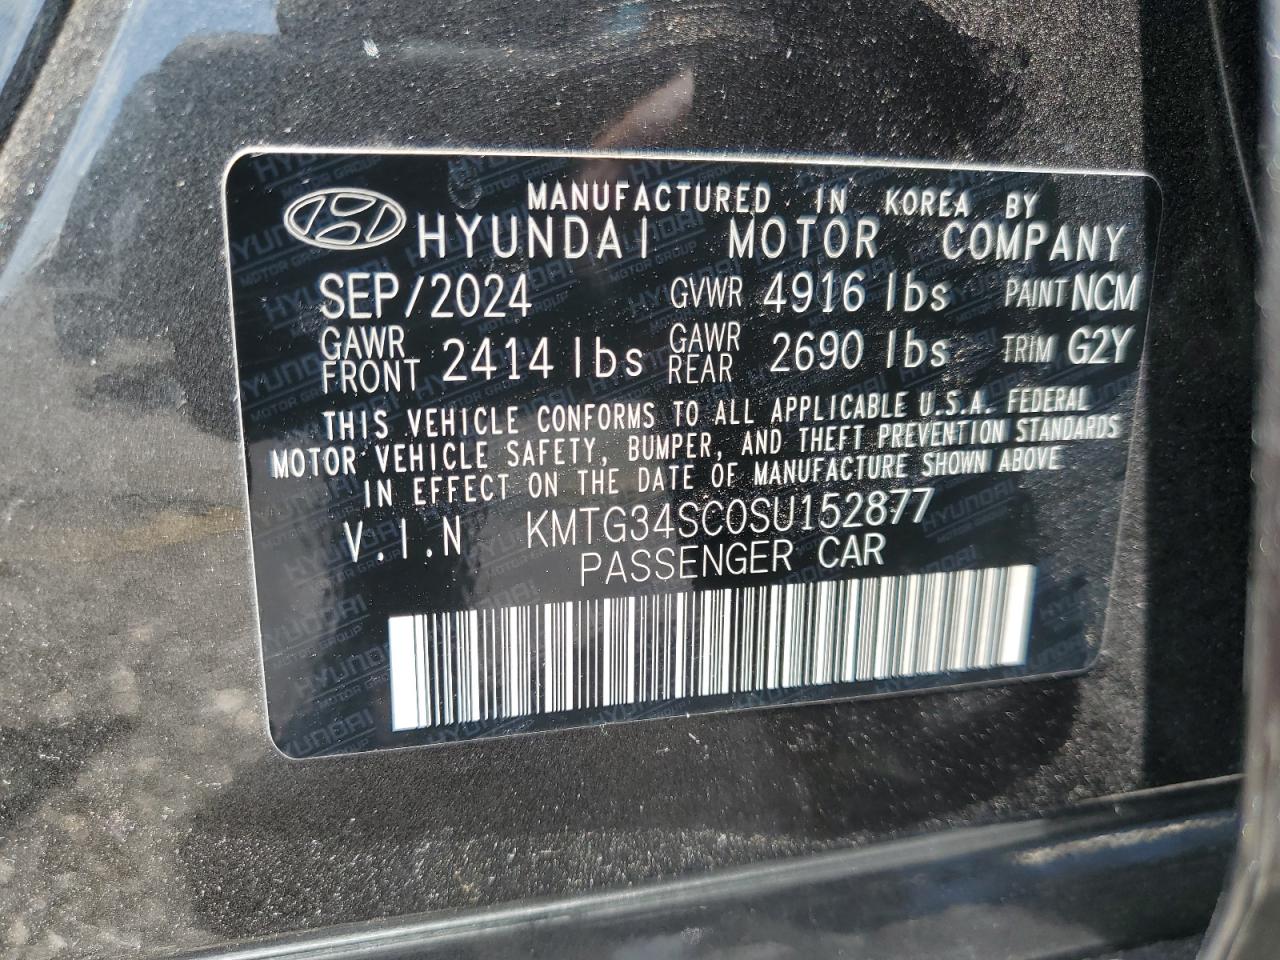 MANUFACTURED IN KOREA BY
HYUNDAI MOTOR COMPANY
SEP/2024 GVWR 4916 lbs PAINT NCM
GAWR FRONT 2414 lbs GAWR REAR 2690 lbs TRIM G2Y
THIS VEHICLE CONFORMS TO ALL APPLICABLE U.S.A. FEDERAL
MOTOR VEHICLE SAFETY, BUMPER, AND THEFT PREVENTION STANDARDS
IN EFFECT ON THE DATE OF MANUFACTURE SHOWN ABOVE
V.I.N KMTG34SC0SU152877
PASSENGER CAR